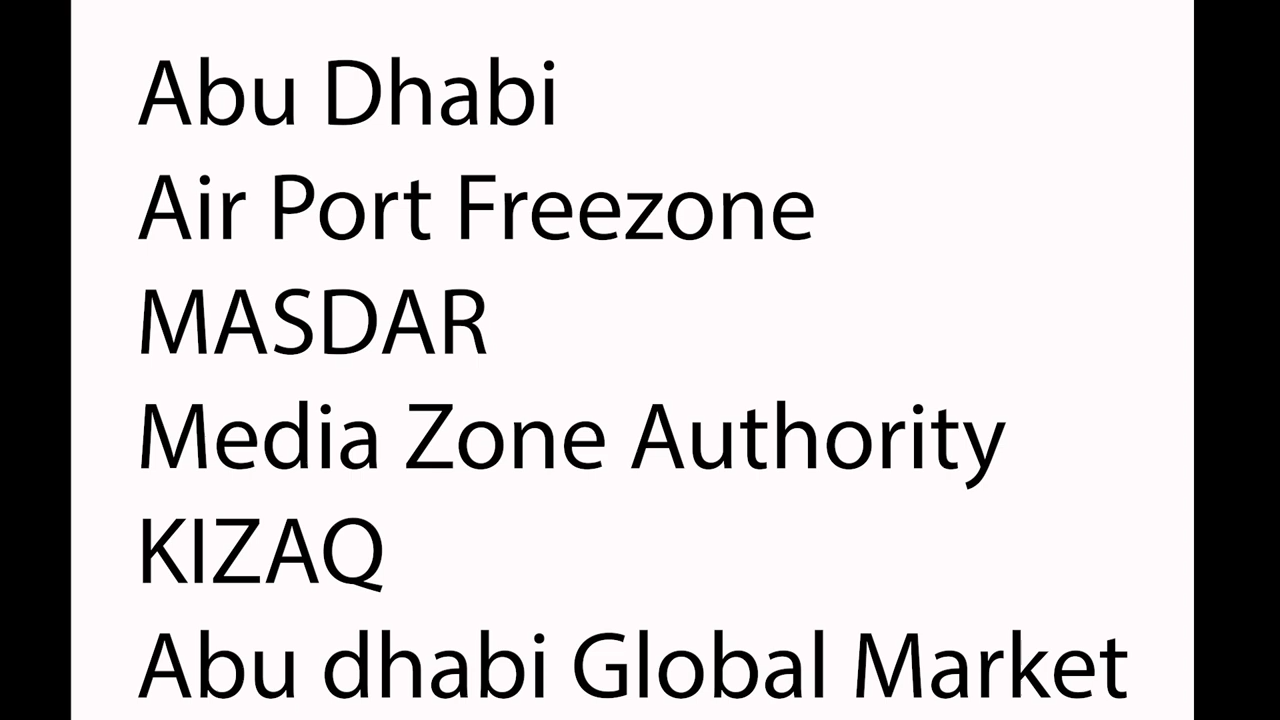 Abu Dhabi
Air Port Freezone
MASDAR
Media Zone Authority
KIZAQ
Abu dhabi Global Market